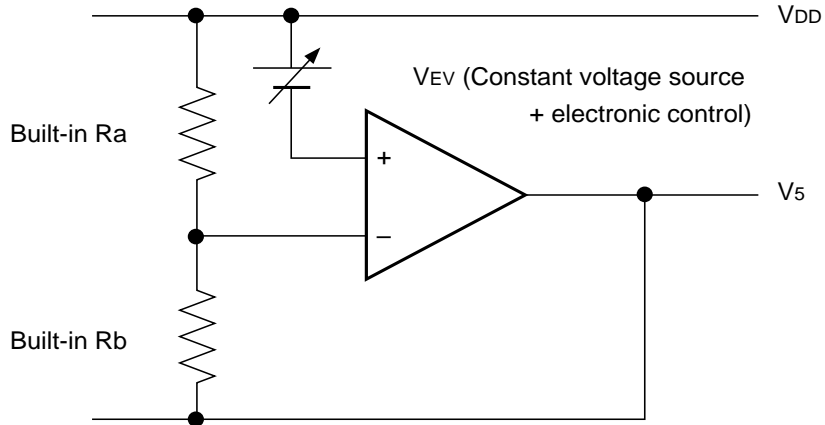 VDD
VEV (Constant voltage source
+ electronic control)
Built-in Ra
+
V5
−
Built-in Rb